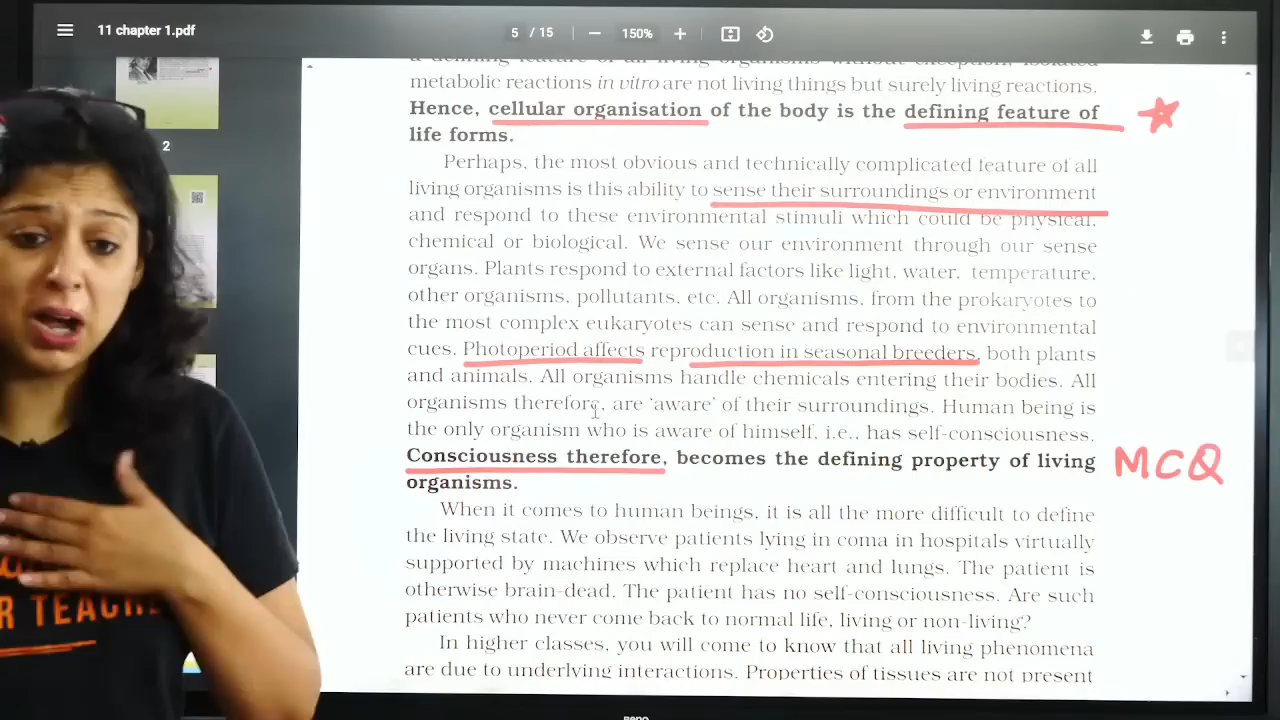 11 chapter 1.pdf
5 / 15
150%
2
a defining feature of all living organisms without exception, isolated
metabolic reactions in vitro are not living things but surely living reactions.
Hence, cellular organisation of the body is the defining feature of
life forms.
Perhaps, the most obvious and technically complicated feature of all
living organisms is this ability to sense their surroundings or environment
and respond to these environmental stimuli which could be physical,
chemical or biological. We sense our environment through our sense
organs. Plants respond to external factors like light, water, temperature,
other organisms, pollutants, etc. All organisms, from the prokaryotes to
the most complex eukaryotes can sense and respond to environmental
cues. Photoperiod affects reproduction in seasonal breeders, both plants
and animals. All organisms handle chemicals entering their bodies. All
organisms therefore, are ‘aware’ of their surroundings. Human being is
the only organism who is aware of himself, i.e., has self-consciousness.
Consciousness therefore, becomes the defining property of living
organisms.
MCQ
When it comes to human beings, it is all the more difficult to define
the living state. We observe patients lying in coma in hospitals virtually
supported by machines which replace heart and lungs. The patient is
otherwise brain-dead. The patient has no self-consciousness. Are such
patients who never come back to normal life, living or non-living?
In higher classes, you will come to know that all living phenomena
are due to underlying interactions. Properties of tissues are not present
R TEACHE